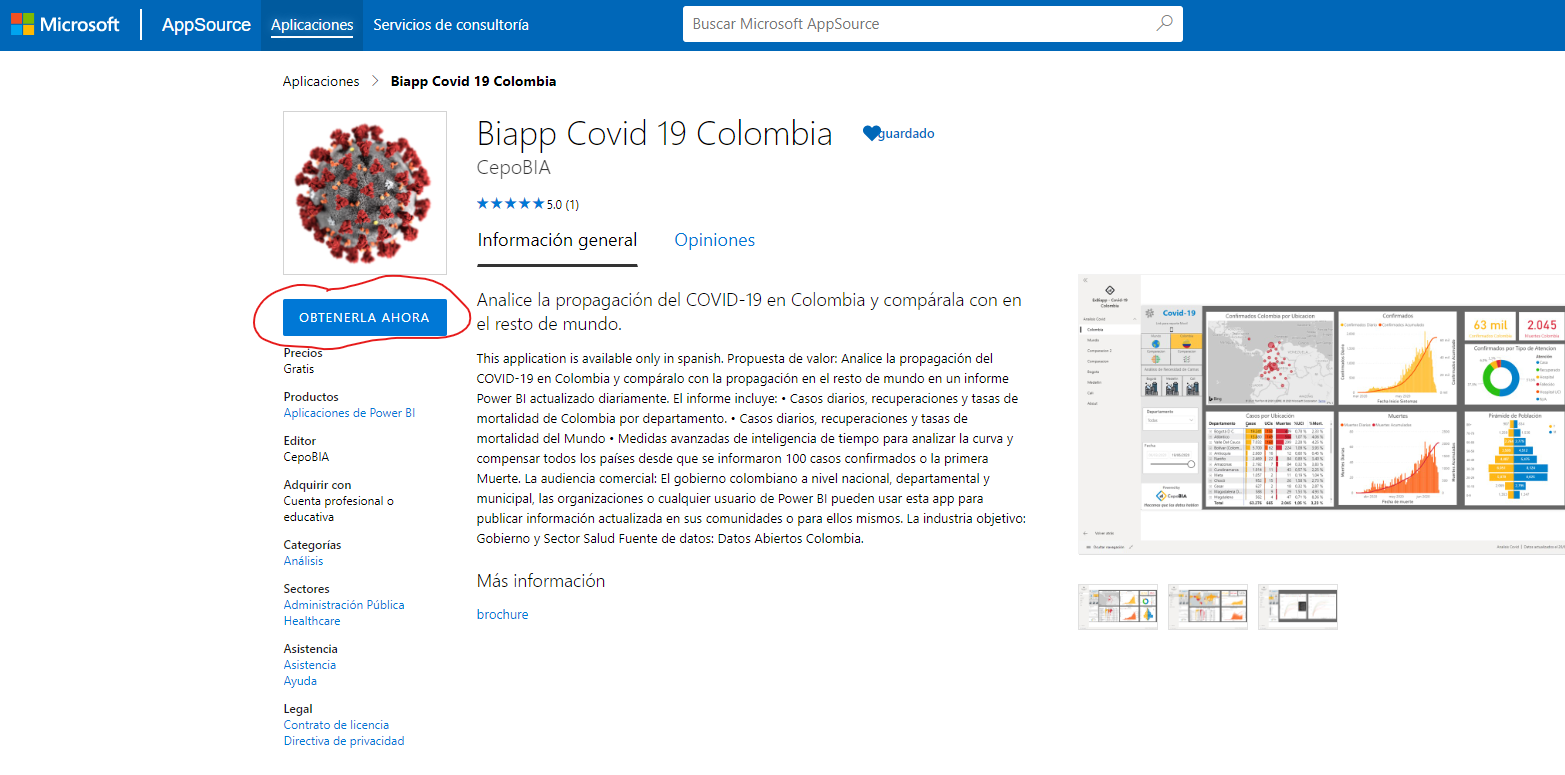 Microsoft
AppSource
Aplicaciones
Servicios de consultoría
Buscar Microsoft AppSource
Aplicaciones
Biapp Covid 19 Colombia
Biapp Covid 19 Colombia
guardado
CepoBIA
5.0 (1)
Información general
Opiniones
OBTENERLA AHORA
Precios
Gratis
Productos
Aplicaciones de Power BI
Editor
CepoBIA
Adquirir con
Cuenta profesional o
educativa
Categorías
Análisis
Sectores
Administración Pública
Healthcare
Asistencia
Asistencia
Ayuda
Legal
Contrato de licencia
Directiva de privacidad
Analice la propagación del COVID-19 en Colombia y compárala con en
el resto de mundo.
This application is available only in spanish. Propuesta de valor: Analice la propagación del
COVID-19 en Colombia y compáralo con la propagación en el resto de mundo en un informe
Power BI actualizado diariamente. El informe incluye: • Casos diarios, recuperaciones y tasas de
mortalidad de Colombia por departamento. • Casos diarios, recuperaciones y tasas de
mortalidad del Mundo • Medidas avanzadas de inteligencia de tiempo para analizar la curva y
compensar todos los países desde que se informaron 100 casos confirmados o la primera
Muerte. La audiencia comercial: El gobierno colombiano a nivel nacional, departamental y
municipal, las organizaciones o cualquier usuario de Power BI pueden usar esta app para
publicar información actualizada en sus comunidades o para ellos mismos. La industria objetivo:
Gobierno y Sector Salud Fuente de datos: Datos Abiertos Colombia.
Más información
brochure
Covid-19
Confirmados Colombia por Ubicacion
Confirmados
63 mil
2.045
Confirmados por Tipo de Atencion
Casos por Ubicación
Muertes
Pirámide de Población
Departamento
Fecha
CepoBIA